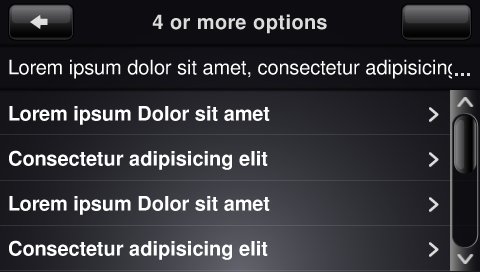 4 or more options
Lorem ipsum dolor sit amet, consectetur adipisicing...
Lorem ipsum Dolor sit amet
Consectetur adipisicing elit
Lorem ipsum Dolor sit amet
Consectetur adipisicing elit